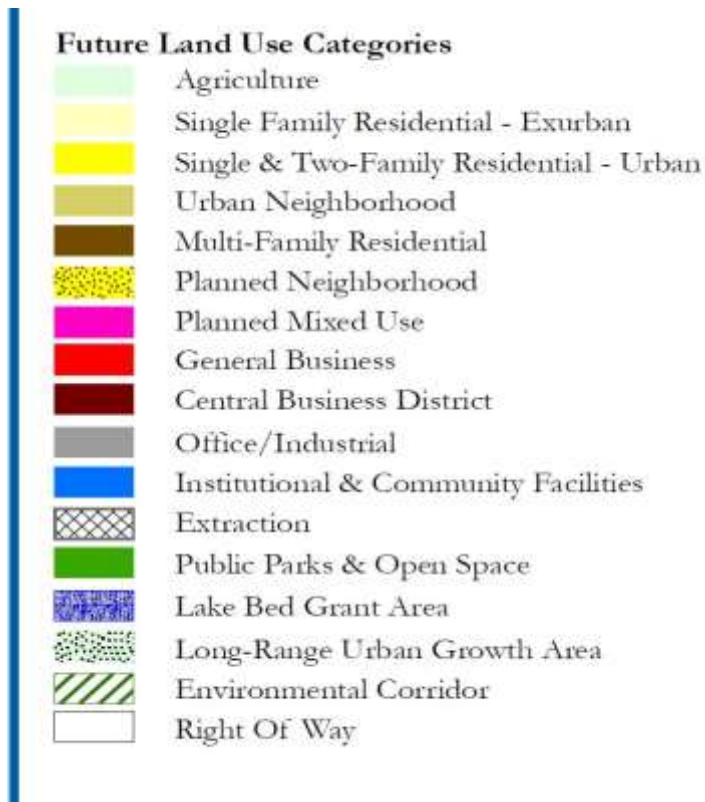 Future Land Use Categories
Agriculture
Single Family Residential - Exurban
Single & Two-Family Residential - Urban
Urban Neighborhood
Multi-Family Residential
Planned Neighborhood
Planned Mixed Use
General Business
Central Business District
Office/Industrial
Institutional & Community Facilities
Extraction
Public Parks & Open Space
Lake Bed Grant Area
Long-Range Urban Growth Area
Environmental Corridor
Right Of Way